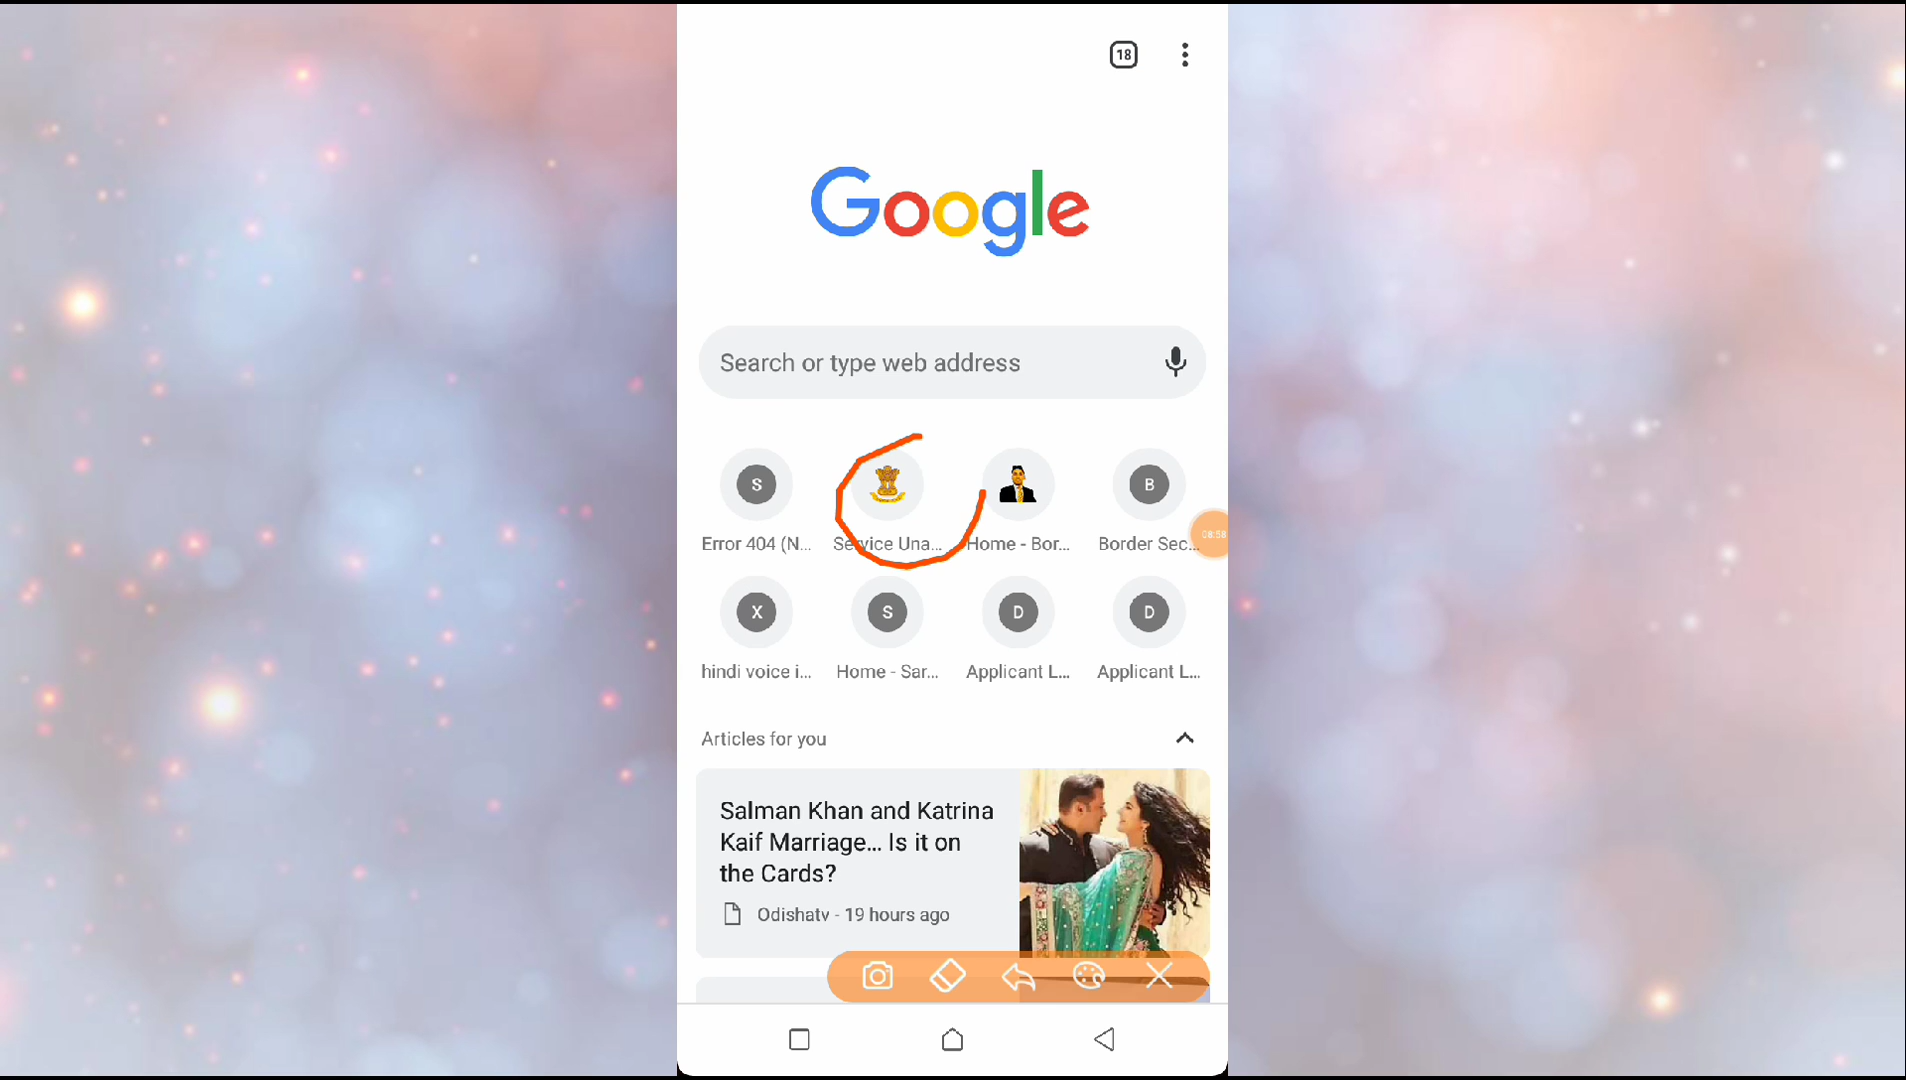 18
Google
Search or type web address
S
B
Error 404 (N...
Service Una...
Home - Bor...
Border Sec...
08:58
X
S
D
D
hindi voice i...
Home - Sar...
Applicant L...
Applicant L...
Articles for you
Salman Khan and Katrina
Kaif Marriage... Is it on
the Cards?
Odishatv - 19 hours ago